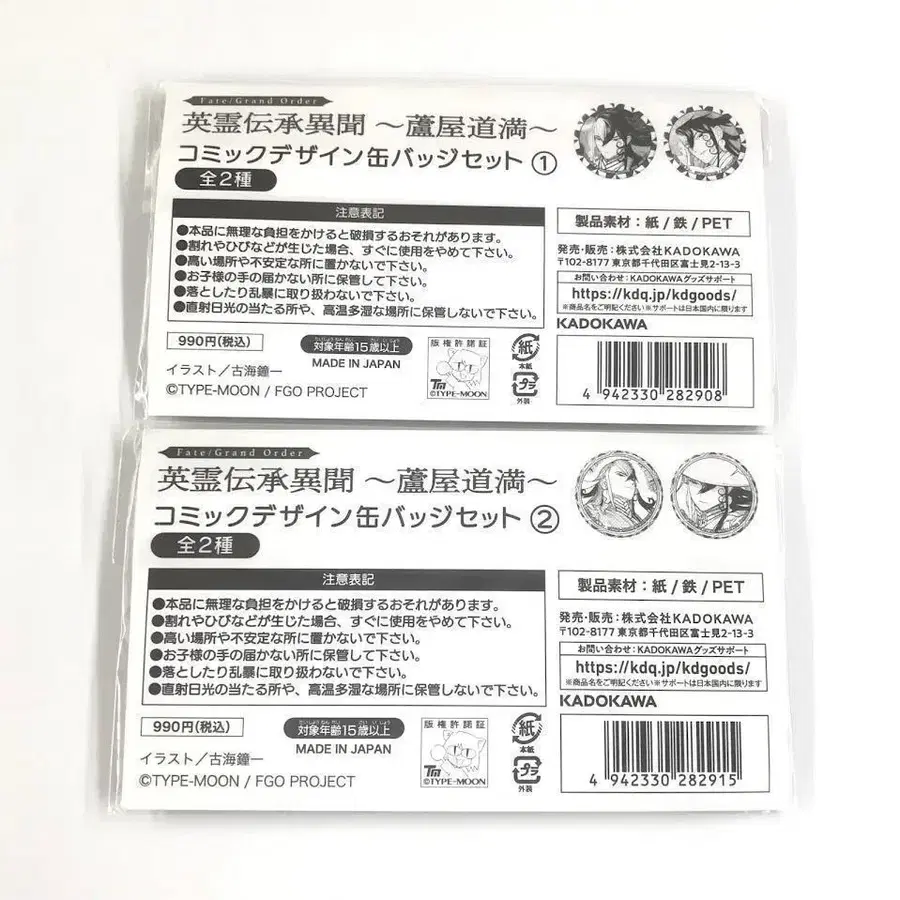 Fate/Grand Order
英霊伝承異聞 ～蘆屋道満～
コミックデザイン缶バッジセット ①
全2種
注意表記
●本品に無理な負担をかけると破損するおそれがあります。
●割れやひびなどが生じた場合、すぐに使用をやめて下さい。
●高い場所や不安定な所に置かないで下さい。
●お子様の手の届かない所に保管して下さい。
●落としたり乱暴に取り扱わないで下さい。
●直射日光の当たる所や、高温多湿な場所に保管しないで下さい。
990円(税込)
対象年齢15歳以上
MADE IN JAPAN
イラスト／古海鐘一
©TYPE-MOON / FGO PROJECT
版権許諾証
TM
©TYPE-MOON
紙
本紙
プラ
外装
製品素材：紙 / 鉄 / PET
発売・販売：株式会社KADOKAWA
〒102-8177 東京都千代田区富士見2-13-3
お問い合わせ：KADOKAWAグッズサポート
https://kdq.jp/kdgoods/
※商品名をご明記ください※サポートは日本国内に限ります
KADOKAWA
4 942330 282908
Fate/Grand Order
英霊伝承異聞 ～蘆屋道満～
コミックデザイン缶バッジセット ②
全2種
注意表記
●本品に無理な負担をかけると破損するおそれがあります。
●割れやひびなどが生じた場合、すぐに使用をやめて下さい。
●高い場所や不安定な所に置かないで下さい。
●お子様の手の届かない所に保管して下さい。
●落としたり乱暴に取り扱わないで下さい。
●直射日光の当たる所や、高温多湿な場所に保管しないで下さい。
990円(税込)
対象年齢15歳以上
MADE IN JAPAN
イラスト／古海鐘一
©TYPE-MOON / FGO PROJECT
版権許諾証
TM
©TYPE-MOON
紙
本紙
プラ
外装
製品素材：紙 / 鉄 / PET
発売・販売：株式会社KADOKAWA
〒102-8177 東京都千代田区富士見2-13-3
お問い合わせ：KADOKAWAグッズサポート
https://kdq.jp/kdgoods/
※商品名をご明記ください※サポートは日本国内に限ります
KADOKAWA
4 942330 282915